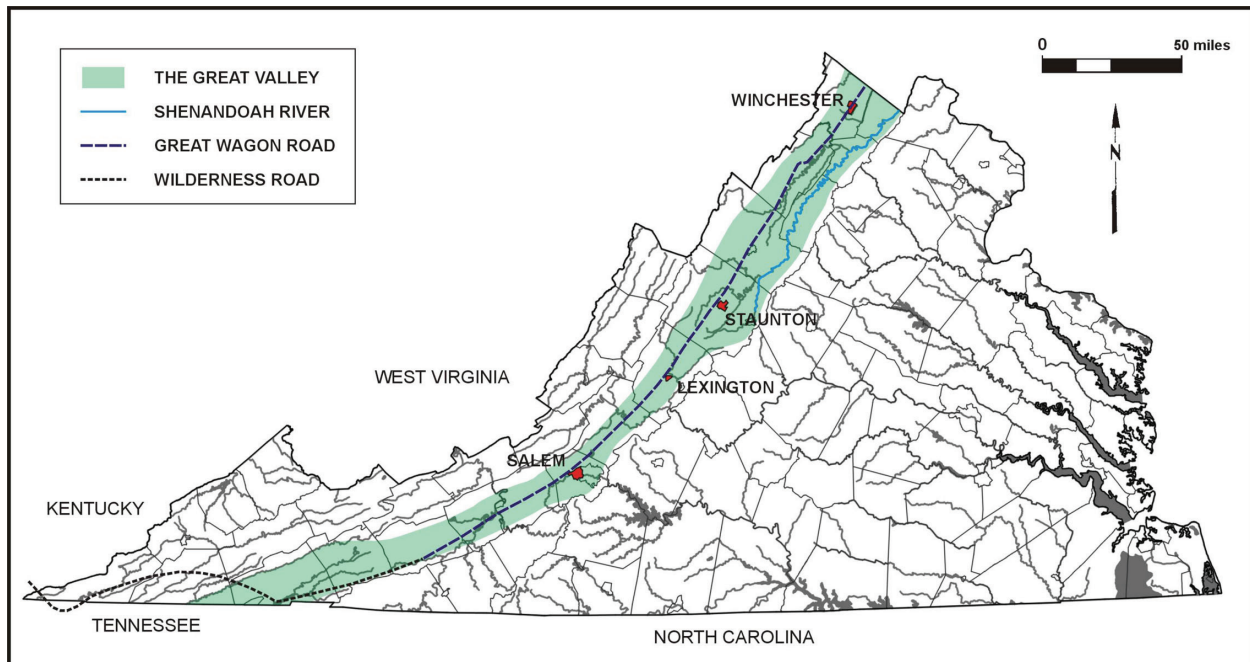 THE GREAT VALLEY
SHENANDOAH RIVER
GREAT WAGON ROAD
WILDERNESS ROAD
0 50 miles
N
WINCHESTER
STAUNTON
WEST VIRGINIA
LEXINGTON
SALEM
KENTUCKY
TENNESSEE
NORTH CAROLINA